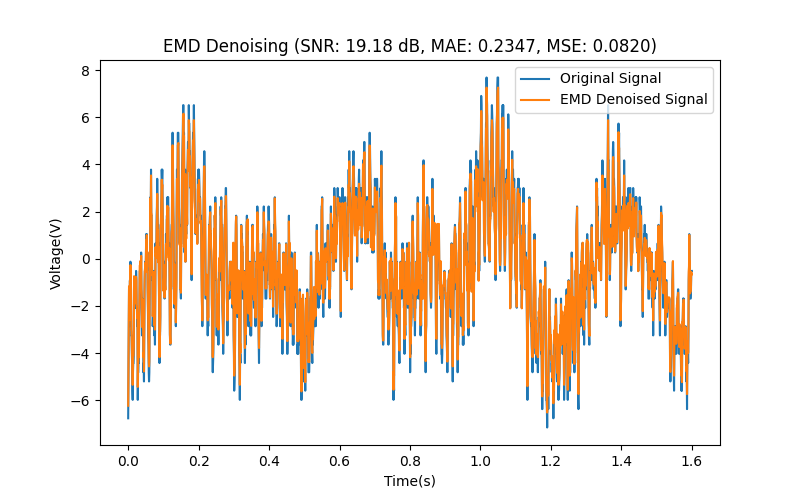 EMD Denoising (SNR: 19.18 dB, MAE: 0.2347, MSE: 0.0820)
Original Signal
EMD Denoised Signal
8
6
4
2
0
−2
−4
−6
Voltage(V)
0.0 0.2 0.4 0.6 0.8 1.0 1.2 1.4 1.6
Time(s)